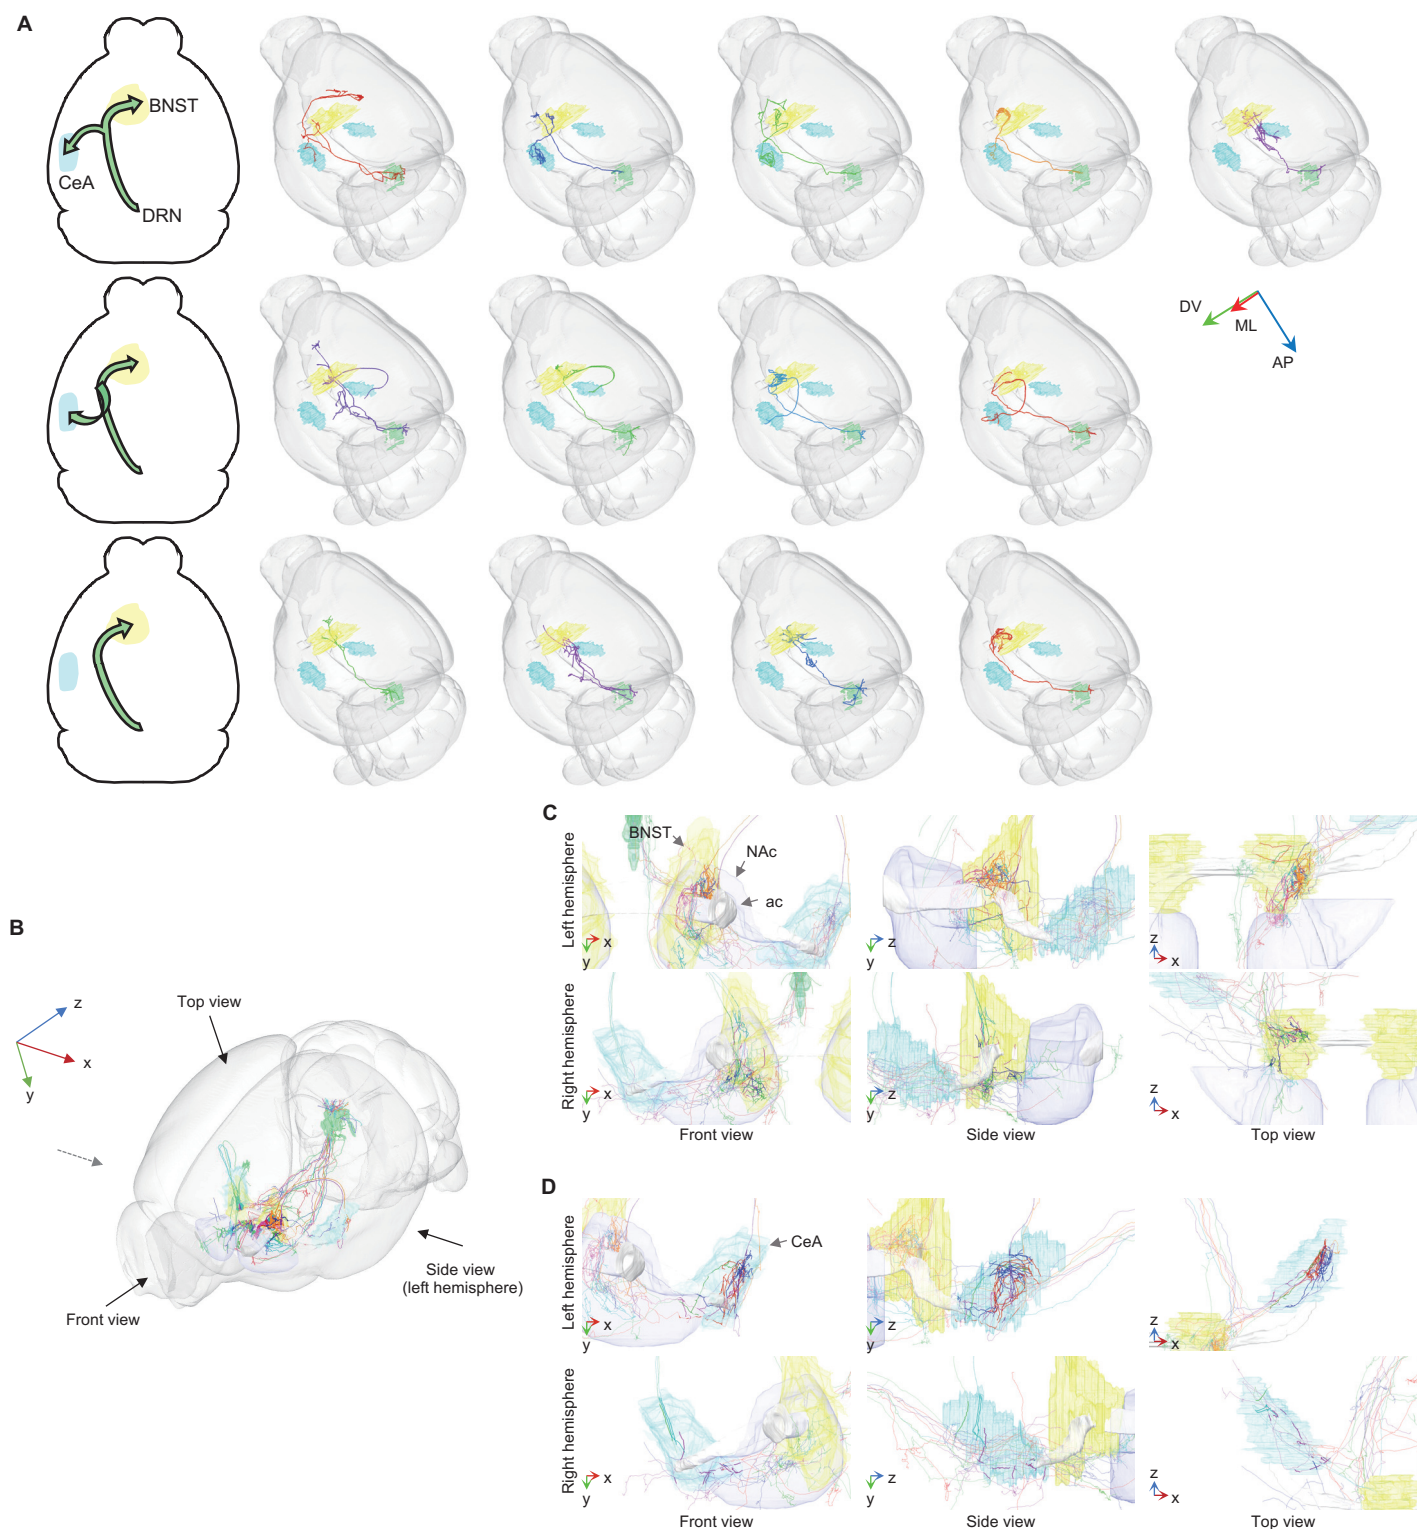 A
BNST
CeA
DRN
DV
ML
AP
B
z
x
y
Top view
Side view
(left hemisphere)
Front view
C
Left hemisphere
BNST
NAc
ac
x
y
z
y
z
x
Right hemisphere
x
y
z
y
z
x
Front view
Side view
Top view
D
Left hemisphere
CeA
x
y
z
y
z
x
Right hemisphere
x
y
z
y
z
x
Front view
Side view
Top view